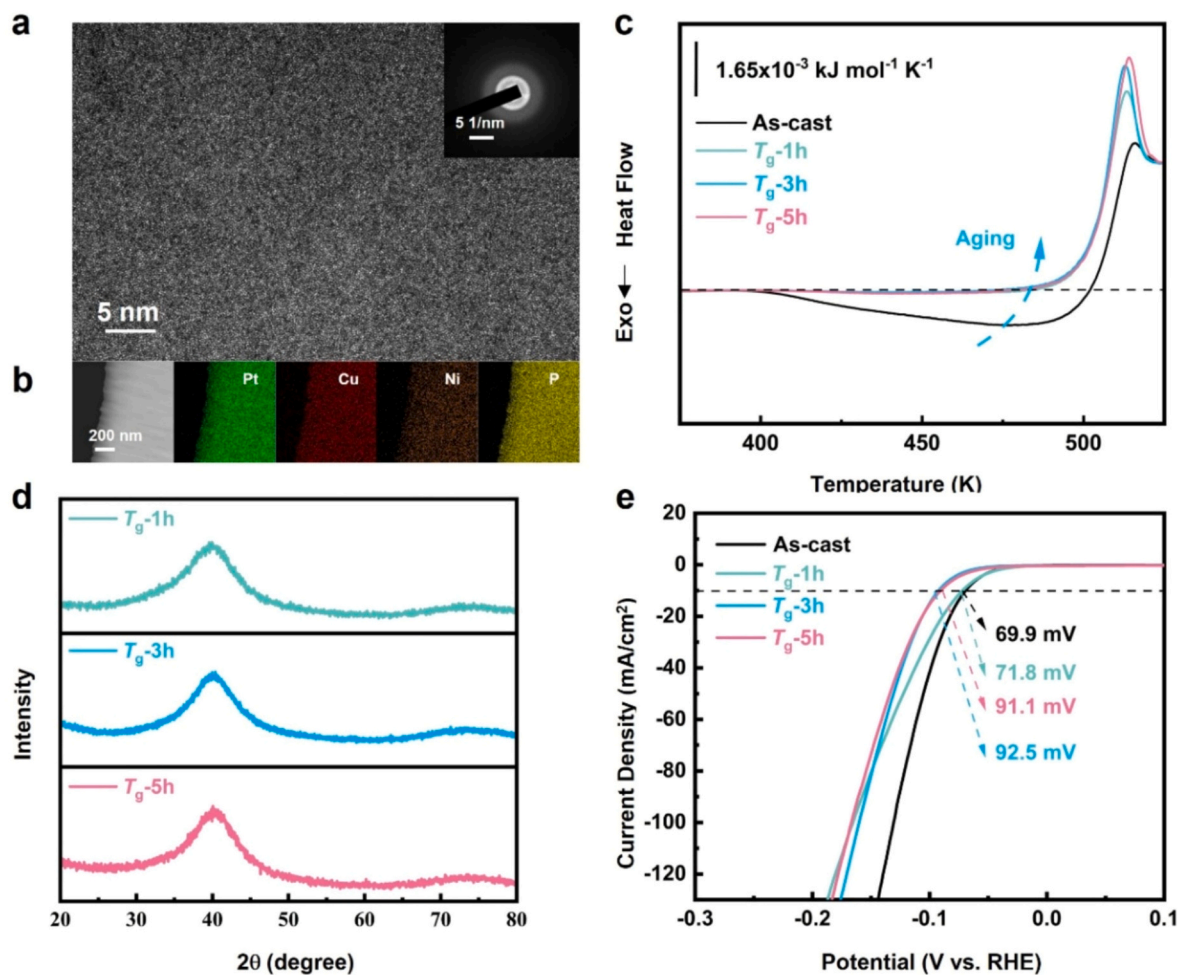 a
5 1/nm
5 nm
b
200 nm
Pt
Cu
Ni
P
c
1.65x10⁻³ kJ mol⁻¹ K⁻¹
As-cast
Tg-1h
Tg-3h
Tg-5h
Aging
Exo ← Heat Flow
400
450
500
Temperature (K)
d
Tg-1h
Tg-3h
Tg-5h
Intensity
20
30
40
50
60
70
80
2θ (degree)
e
As-cast
Tg-1h
Tg-3h
Tg-5h
69.9 mV
71.8 mV
91.1 mV
92.5 mV
Current Density (mA/cm²)
20
0
-20
-40
-60
-80
-100
-120
-0.3
-0.2
-0.1
0.0
0.1
Potential (V vs. RHE)